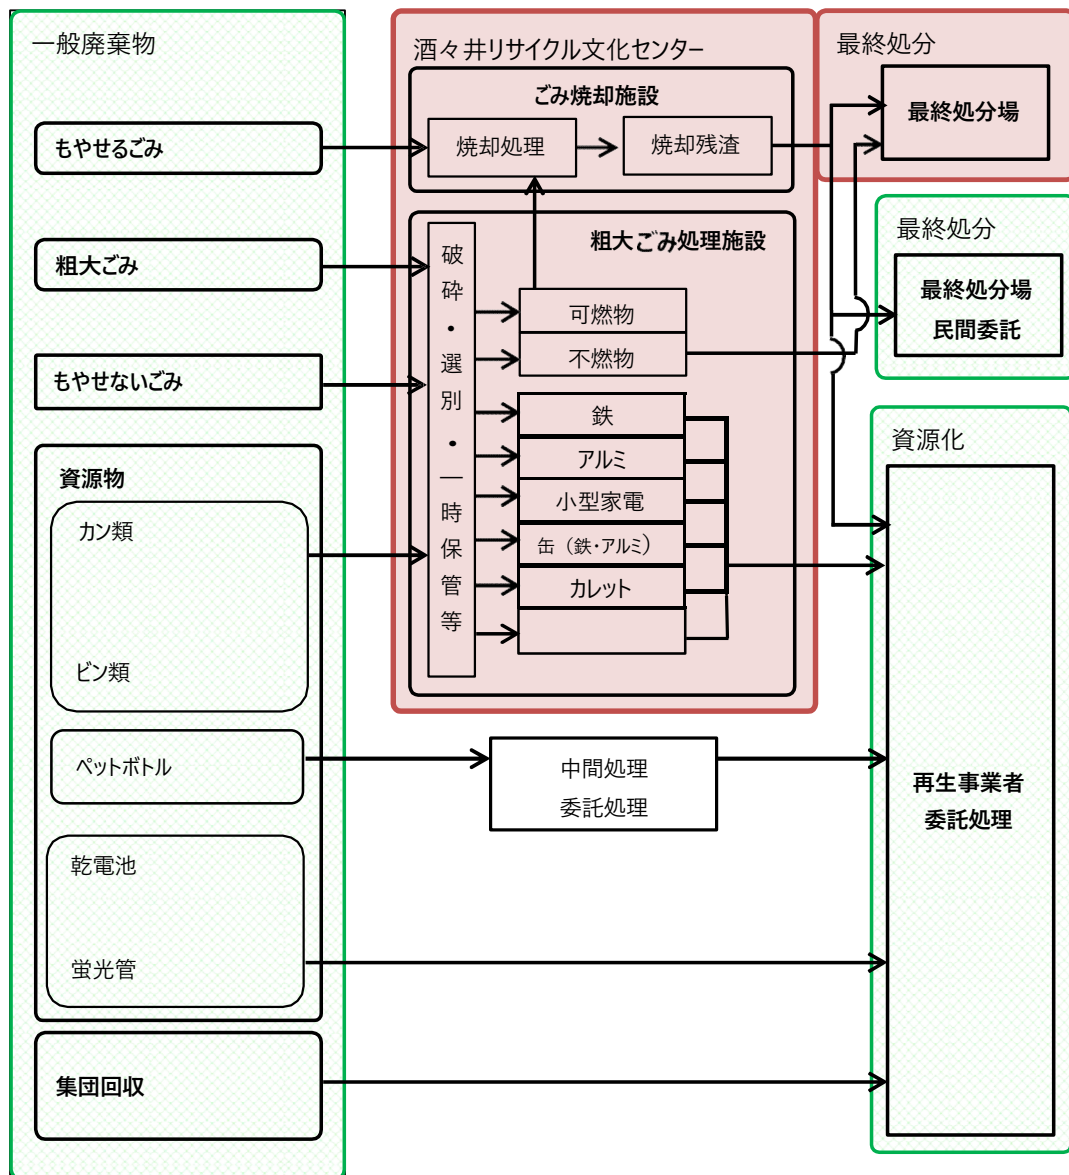 一般廃棄物
もやせるごみ
粗大ごみ
もやせないごみ
資源物
カン類
ビン類
ペットボトル
乾電池
蛍光管
集団回収
酒々井リサイクル文化センター
ごみ焼却施設
焼却処理
焼却残渣
粗大ごみ処理施設
破砕・選別・一時保管等
可燃物
不燃物
鉄
アルミ
小型家電
缶（鉄・アルミ）
カレット
中間処理
委託処理
最終処分
最終処分場
最終処分
最終処分場
民間委託
資源化
再生事業者
委託処理